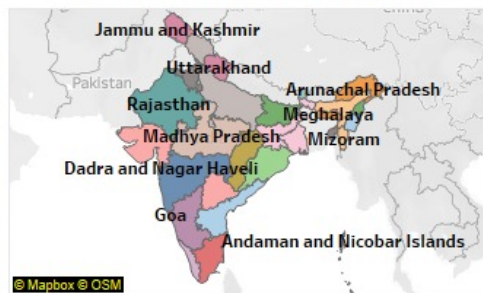 China
Jammu and Kashmir
Pakistan
Uttarakhand
Arunachal Pradesh
Rajasthan
Meghalaya
Madhya Pradesh
Mizoram
Dadra and Nagar Haveli
Goa
Andaman and Nicobar Islands
© Mapbox © OSM